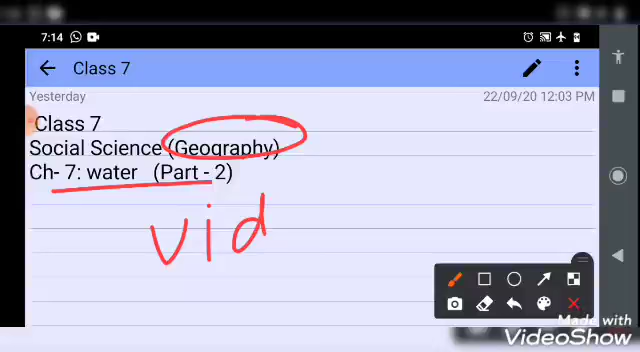 7:14
Class 7
Yesterday 22/09/20 12:03 PM
Class 7
Social Science (Geography)
Ch- 7: water (Part - 2)
vid
Made with
VideoShow